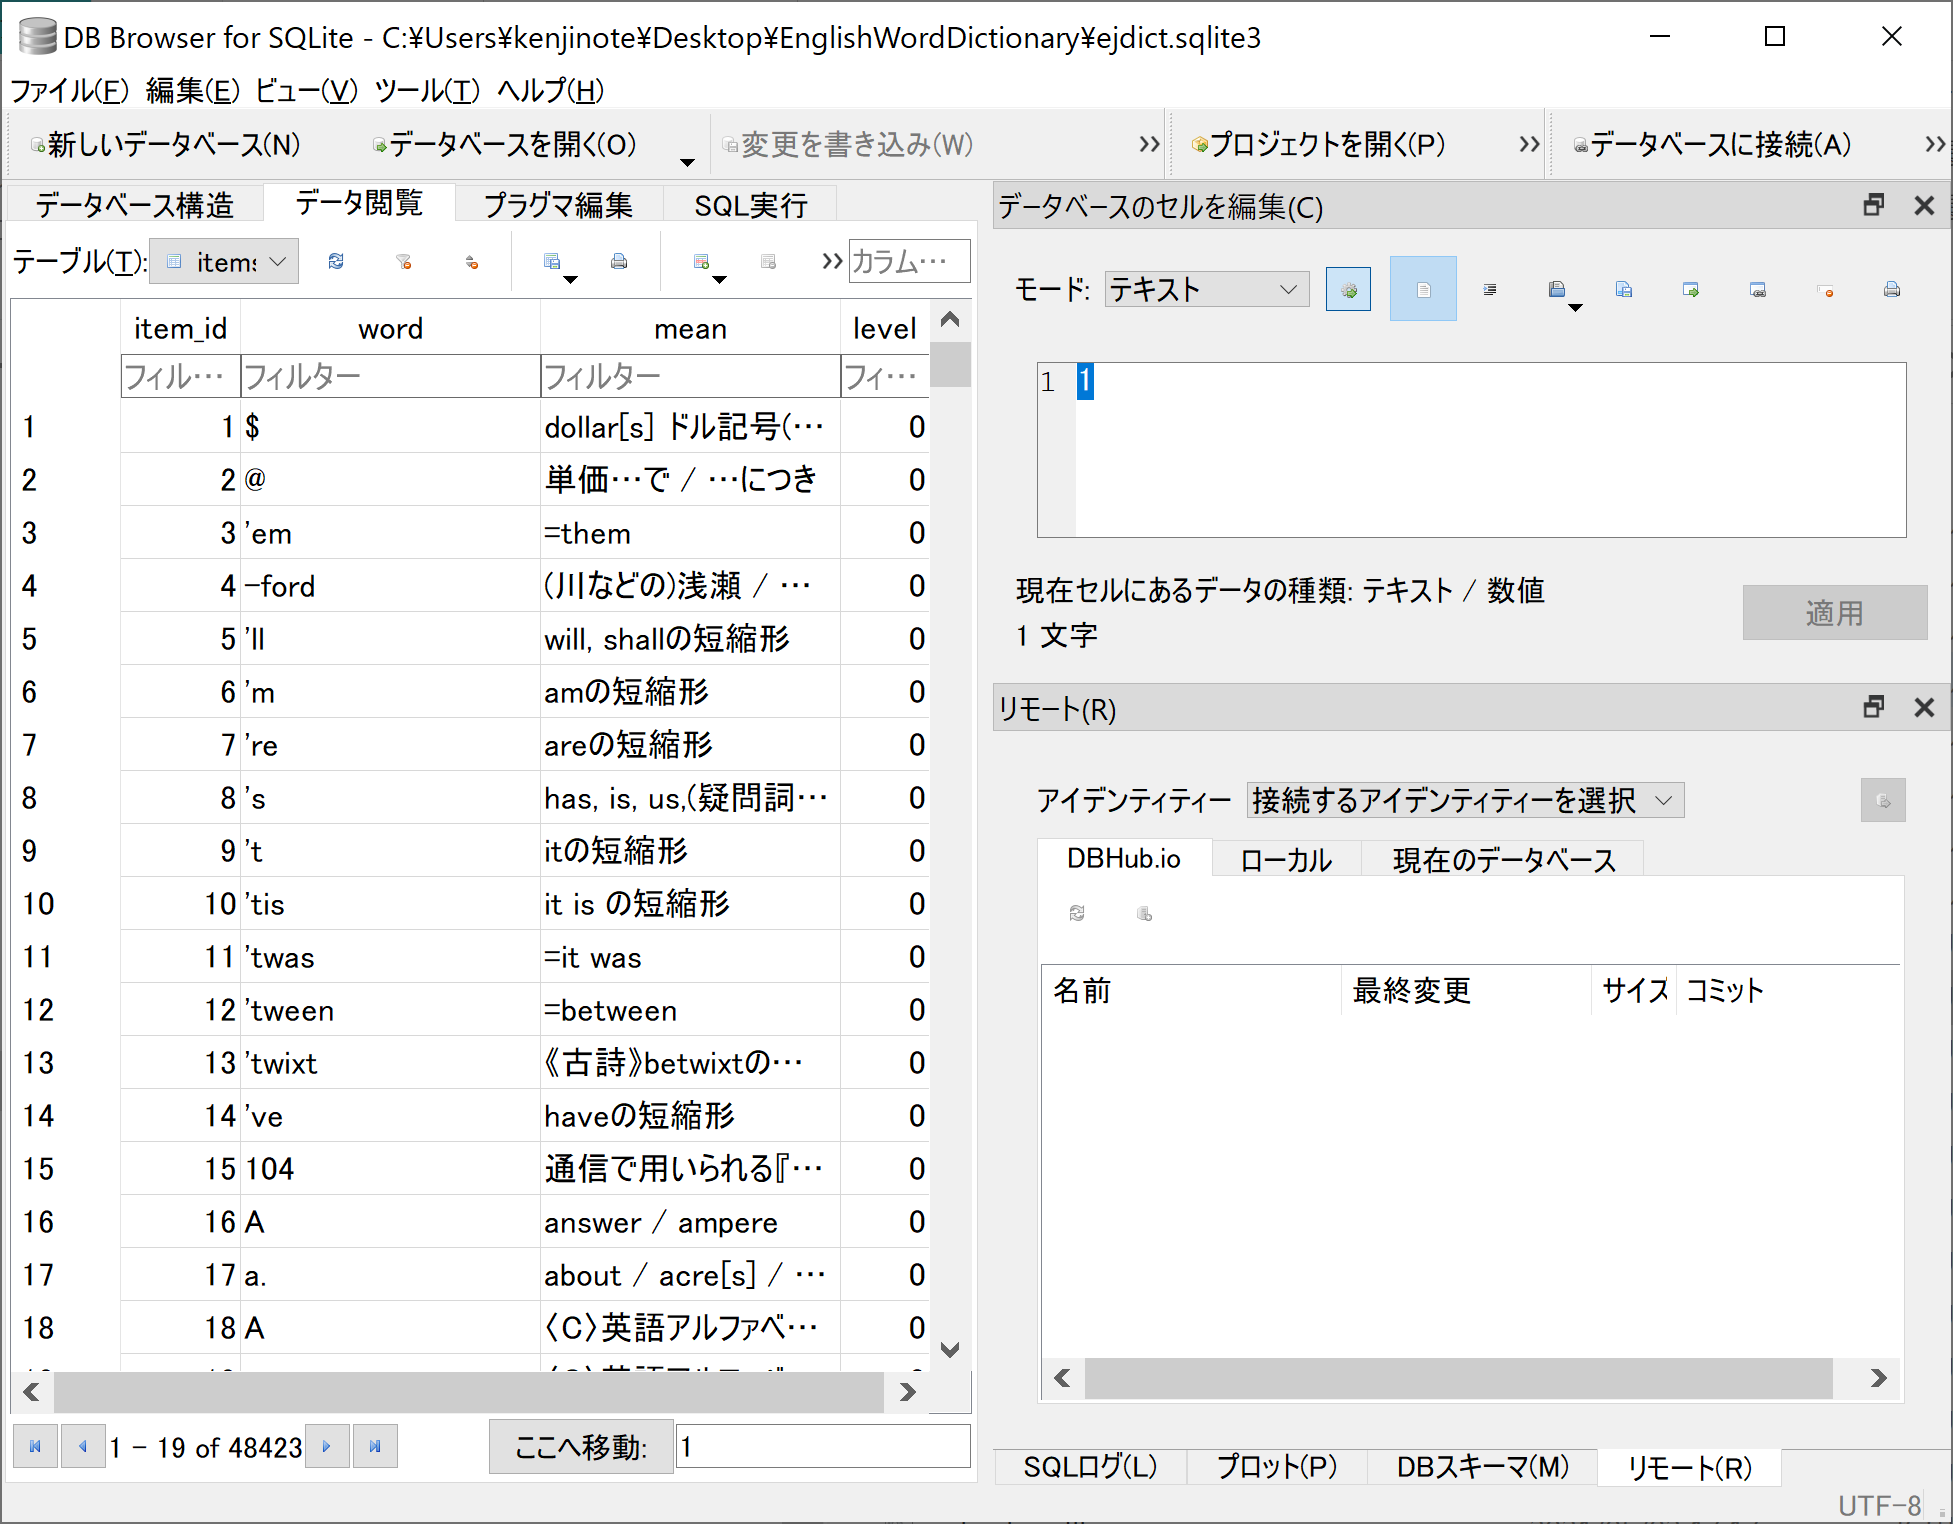 DB Browser for SQLite - C:¥Users¥kenjinote¥Desktop¥EnglishWordDictionary¥ejdict.sqlite3
ファイル(F) 編集(E) ビュー(V) ツール(T) ヘルプ(H)
新しいデータベース(N) データベースを開く(O) 変更を書き込み(W) プロジェクトを開く(P) データベースに接続(A)
データベース構造 データ閲覧 プラグマ編集 SQL実行
テーブル(T): items カラム…
item_id word mean level
フィル… フィルター フィルター フィ…
1 1 $ dollar[s] ドル記号(… 0
2 2 @ 単価…で / …につき 0
3 3 'em =them 0
4 4 -ford (川などの)浅瀬 / … 0
5 5 'll will, shallの短縮形 0
6 6 'm amの短縮形 0
7 7 're areの短縮形 0
8 8 's has, is, us,(疑問詞… 0
9 9 't itの短縮形 0
10 10 'tis it is の短縮形 0
11 11 'twas =it was 0
12 12 'tween =between 0
13 13 'twixt 《古詩》betwixtの… 0
14 14 've haveの短縮形 0
15 15 104 通信で用いられる『… 0
16 16 A answer / ampere 0
17 17 a. about / acre[s] / … 0
18 18 A 〈C〉英語アルファベ… 0
1 - 19 of 48423 ここへ移動: 1
データベースのセルを編集(C)
モード: テキスト
1 1
現在セルにあるデータの種類: テキスト / 数値
1 文字
適用
リモート(R)
アイデンティティー 接続するアイデンティティーを選択
DBHub.io ローカル 現在のデータベース
名前 最終変更 サイズ コミット
SQLログ(L) プロット(P) DBスキーマ(M) リモート(R)
UTF-8